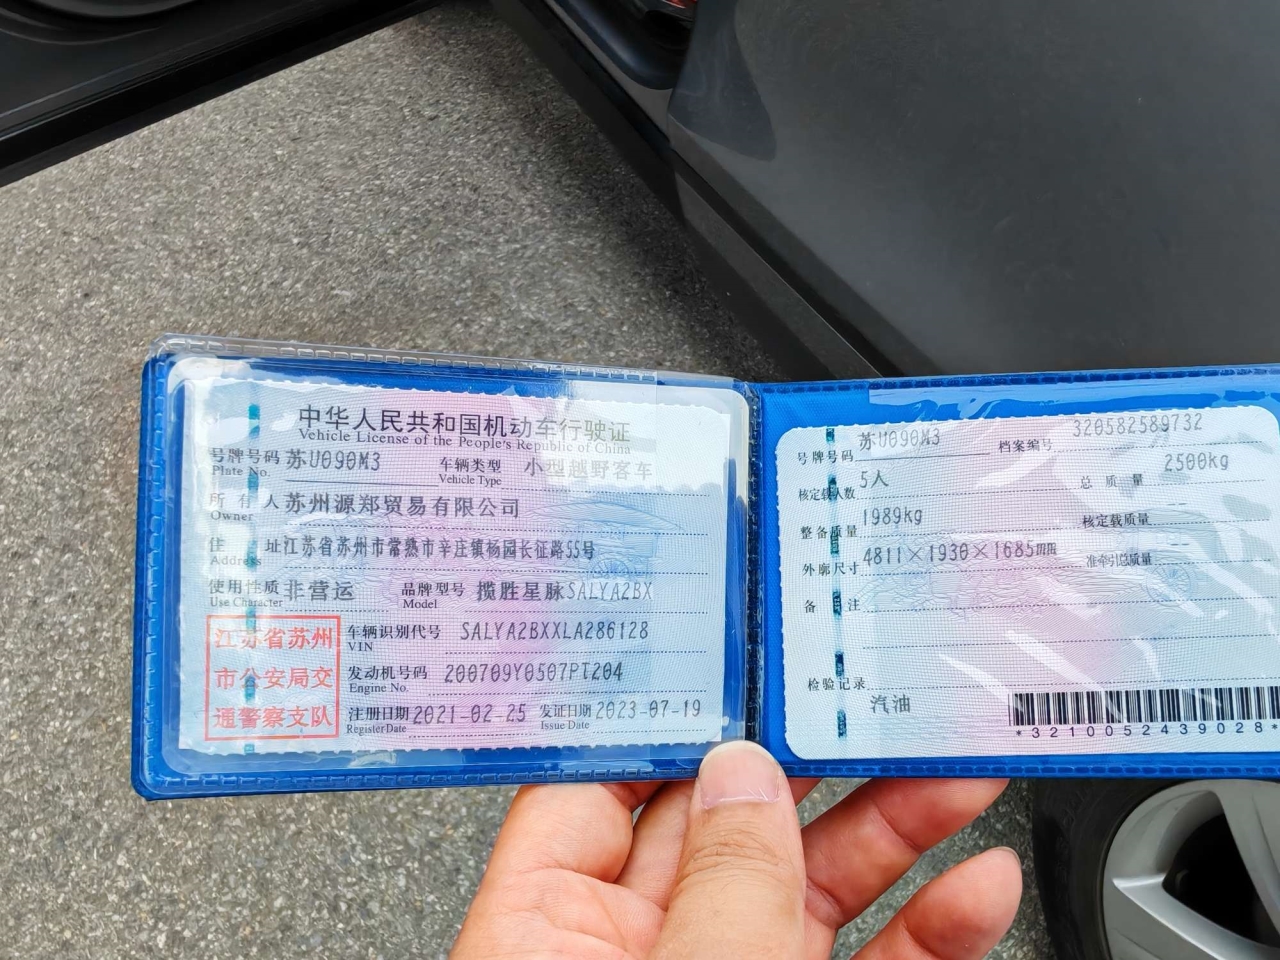 中华人民共和国机动车行驶证
Vehicle License of the People's Republic of China
号牌号码 苏U090M3 车辆类型 小型越野客车
Plate No. Vehicle Type
所有人 苏州源郑贸易有限公司
Owner
住址 江苏省苏州市常熟市辛庄镇杨园长征路55号
Address
使用性质 非营运 品牌型号 揽胜星脉SALYA2BX
Use Character Model
江苏省苏州
市公安局交
通警察支队
车辆识别代号 SALYA2BXXLA286128
VIN
发动机号码 200709Y0507PT204
Engine No.
注册日期 2021-02-25 发证日期 2023-07-19
Register Date Issue Date
号牌号码 苏U090M3 档案编号 320582589732
核定载人数 5人 总质量 2500kg
整备质量 1989kg 核定载质量 --
外廓尺寸 4811×1930×1685mm 准牵引总质量 --
备注
检验记录
汽油
*3210052439028*